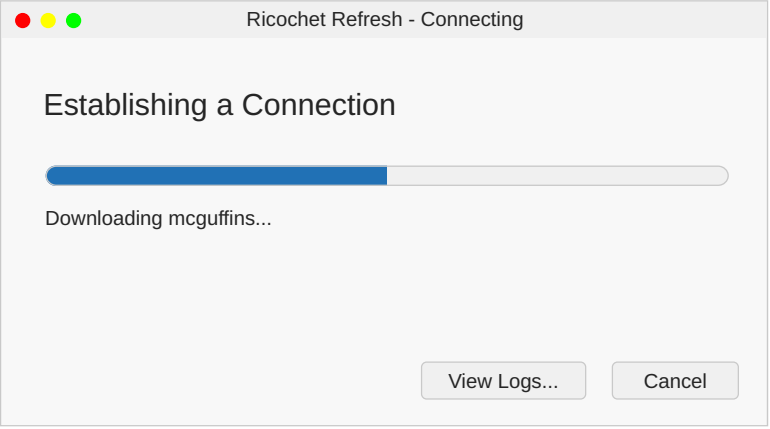 Ricochet Refresh - Connecting
Establishing a Connection
Downloading mcguffins...
View Logs... Cancel